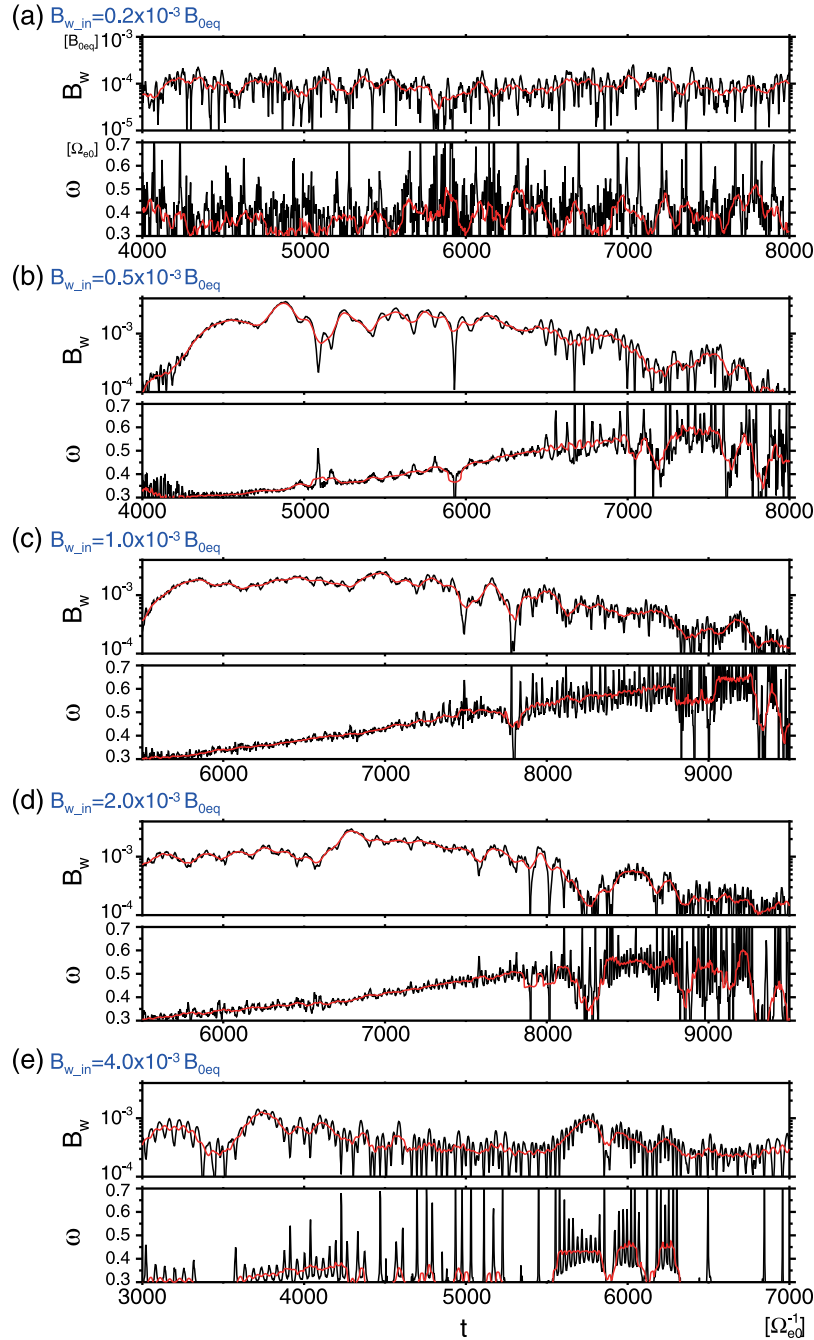 (a) B_w_in=0.2x10⁻³ B_0eq
[B_0eq] 10⁻³
10⁻⁴
B_w
10⁻⁵
[Ω_e0] 0.7
0.6
0.5
ω
0.4
0.3
4000 5000 6000 7000 8000
(b) B_w_in=0.5x10⁻³ B_0eq
10⁻³
B_w
10⁻⁴
0.7
0.6
0.5
ω
0.4
0.3
4000 5000 6000 7000 8000
(c) B_w_in=1.0x10⁻³ B_0eq
10⁻³
B_w
10⁻⁴
0.7
0.6
0.5
ω
0.4
0.3
6000 7000 8000 9000
(d) B_w_in=2.0x10⁻³ B_0eq
10⁻³
B_w
10⁻⁴
0.7
0.6
0.5
ω
0.4
0.3
6000 7000 8000 9000
(e) B_w_in=4.0x10⁻³ B_0eq
10⁻³
B_w
10⁻⁴
0.7
0.6
0.5
ω
0.4
0.3
3000 4000 5000 6000 7000
t [Ω_e0⁻¹]